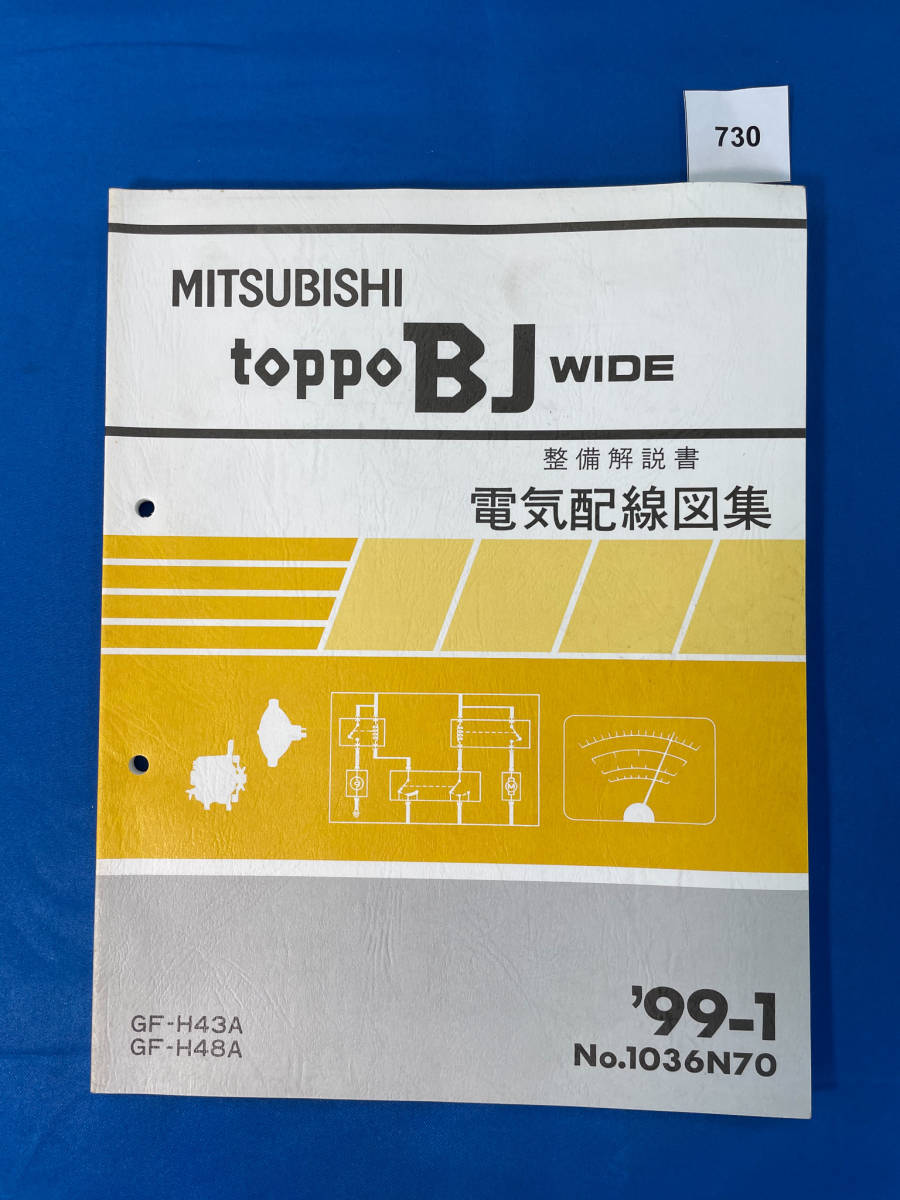 730
MITSUBISHI
toppo BJ WIDE
整備解説書
電気配線図集
M
GF-H43A
GF-H48A
'99-1
No.1036N70